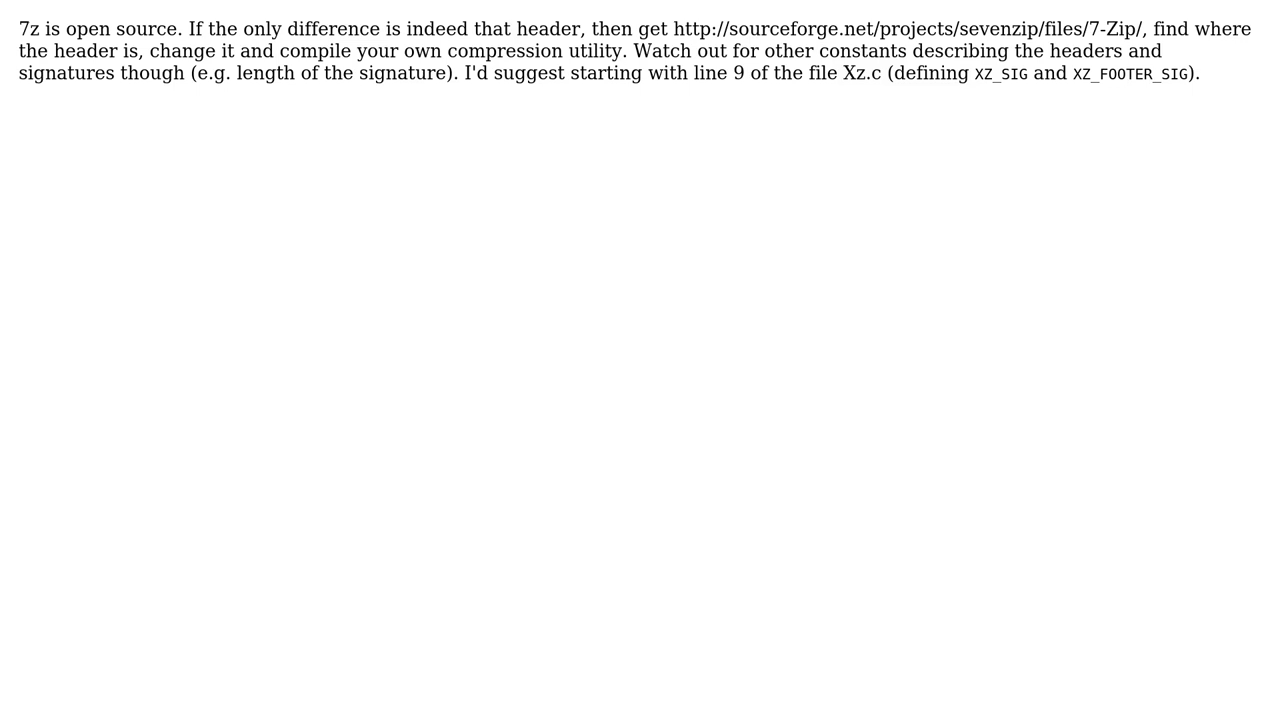 7z is open source. If the only difference is indeed that header, then get http://sourceforge.net/projects/sevenzip/files/7-Zip/, find where
the header is, change it and compile your own compression utility. Watch out for other constants describing the headers and
signatures though (e.g. length of the signature). I'd suggest starting with line 9 of the file Xz.c (defining XZ_SIG and XZ_FOOTER_SIG).